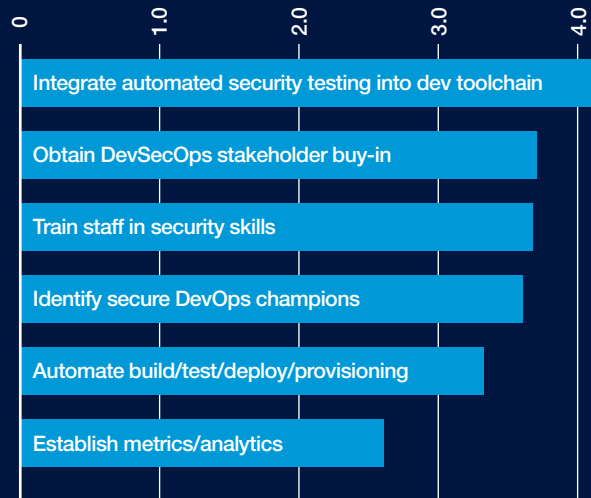 0
1.0
2.0
3.0
4.0
Integrate automated security testing into dev toolchain
Obtain DevSecOps stakeholder buy-in
Train staff in security skills
Identify secure DevOps champions
Automate build/test/deploy/provisioning
Establish metrics/analytics